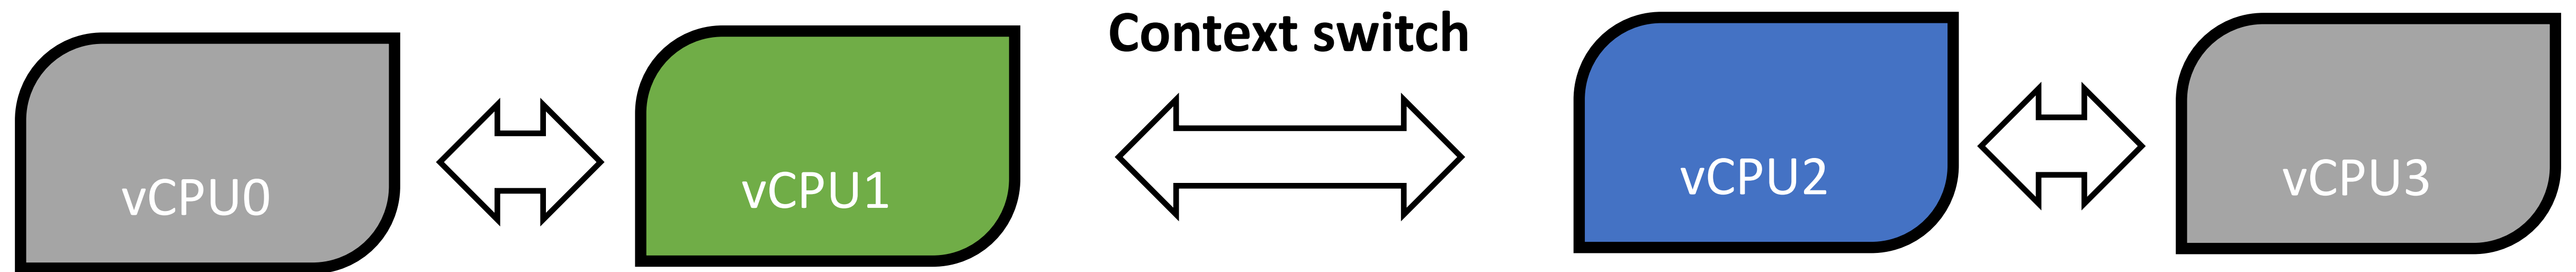 Context switch
vCPU0
vCPU1
vCPU2
vCPU3